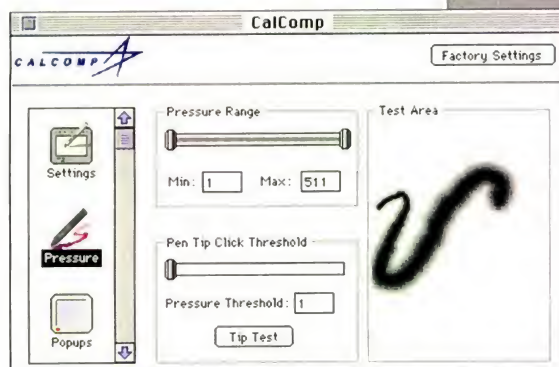 CalComp
CALCOMP
Factory Settings
Settings
Pressure
Popups
Pressure Range
Min: 1 Max: 511
Pen Tip Click Threshold
Pressure Threshold: 1
Tip Test
Test Area